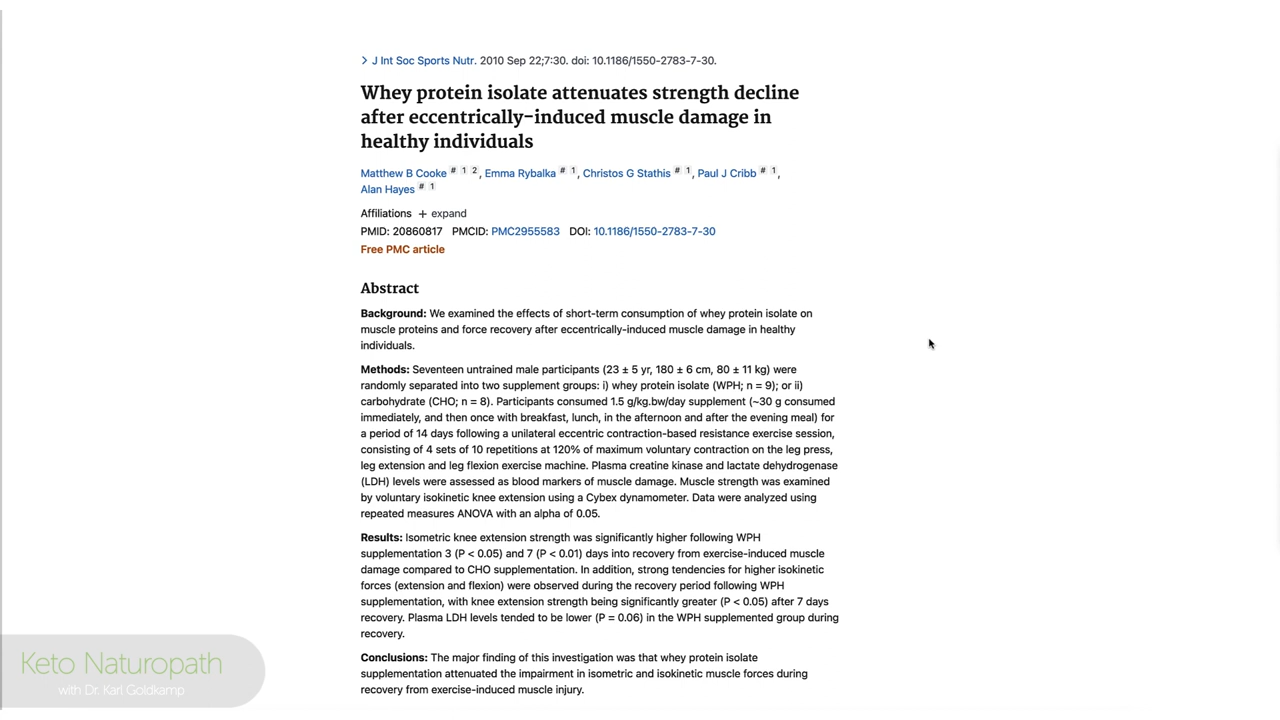 > J Int Soc Sports Nutr. 2010 Sep 22;7:30. doi: 10.1186/1550-2783-7-30.
Whey protein isolate attenuates strength decline
after eccentrically-induced muscle damage in
healthy individuals
Matthew B Cooke # 1 2, Emma Rybalka # 1, Christos G Stathis # 1, Paul J Cribb # 1,
Alan Hayes # 1
Affiliations + expand
PMID: 20860817 PMCID: PMC2955583 DOI: 10.1186/1550-2783-7-30
Free PMC article
Abstract
Background: We examined the effects of short-term consumption of whey protein isolate on
muscle proteins and force recovery after eccentrically-induced muscle damage in healthy
individuals.
Methods: Seventeen untrained male participants (23 ± 5 yr, 180 ± 6 cm, 80 ± 11 kg) were
randomly separated into two supplement groups: i) whey protein isolate (WPH; n = 9); or ii)
carbohydrate (CHO; n = 8). Participants consumed 1.5 g/kg.bw/day supplement (~30 g consumed
immediately, and then once with breakfast, lunch, in the afternoon and after the evening meal) for
a period of 14 days following a unilateral eccentric contraction-based resistance exercise session,
consisting of 4 sets of 10 repetitions at 120% of maximum voluntary contraction on the leg press,
leg extension and leg flexion exercise machine. Plasma creatine kinase and lactate dehydrogenase
(LDH) levels were assessed as blood markers of muscle damage. Muscle strength was examined
by voluntary isokinetic knee extension using a Cybex dynamometer. Data were analyzed using
repeated measures ANOVA with an alpha of 0.05.
Results: Isometric knee extension strength was significantly higher following WPH
supplementation 3 (P < 0.05) and 7 (P < 0.01) days into recovery from exercise-induced muscle
damage compared to CHO supplementation. In addition, strong tendencies for higher isokinetic
forces (extension and flexion) were observed during the recovery period following WPH
supplementation, with knee extension strength being significantly greater (P < 0.05) after 7 days
recovery. Plasma LDH levels tended to be lower (P = 0.06) in the WPH supplemented group during
recovery.
Conclusions: The major finding of this investigation was that whey protein isolate
supplementation attenuated the impairment in isometric and isokinetic muscle forces during
recovery from exercise-induced muscle injury.
Keto Naturopath
with Dr. Karl Goldkamp